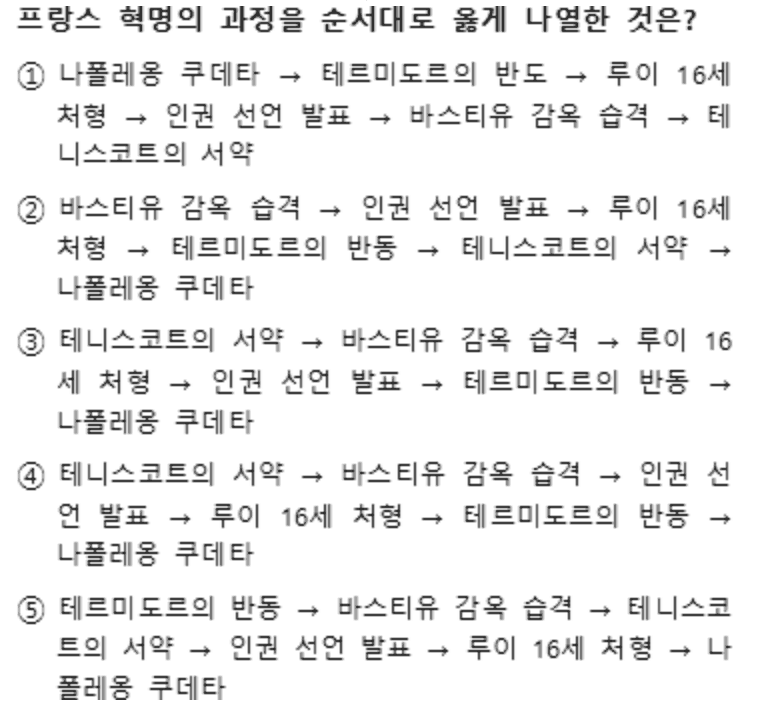 프랑스 혁명의 과정을 순서대로 옳게 나열한 것은?
① 나폴레옹 쿠데타 → 테르미도르의 반도 → 루이 16세
처형 → 인권 선언 발표 → 바스티유 감옥 습격 → 테
니스코트의 서약
② 바스티유 감옥 습격 → 인권 선언 발표 → 루이 16세
처형 → 테르미도르의 반동 → 테니스코트의 서약 →
나폴레옹 쿠데타
③ 테니스코트의 서약 → 바스티유 감옥 습격 → 루이 16
세 처형 → 인권 선언 발표 → 테르미도르의 반동 →
나폴레옹 쿠데타
④ 테니스코트의 서약 → 바스티유 감옥 습격 → 인권 선
언 발표 → 루이 16세 처형 → 테르미도르의 반동 →
나폴레옹 쿠데타
⑤ 테르미도르의 반동 → 바스티유 감옥 습격 → 테니스코
트의 서약 → 인권 선언 발표 → 루이 16세 처형 → 나
폴레옹 쿠데타